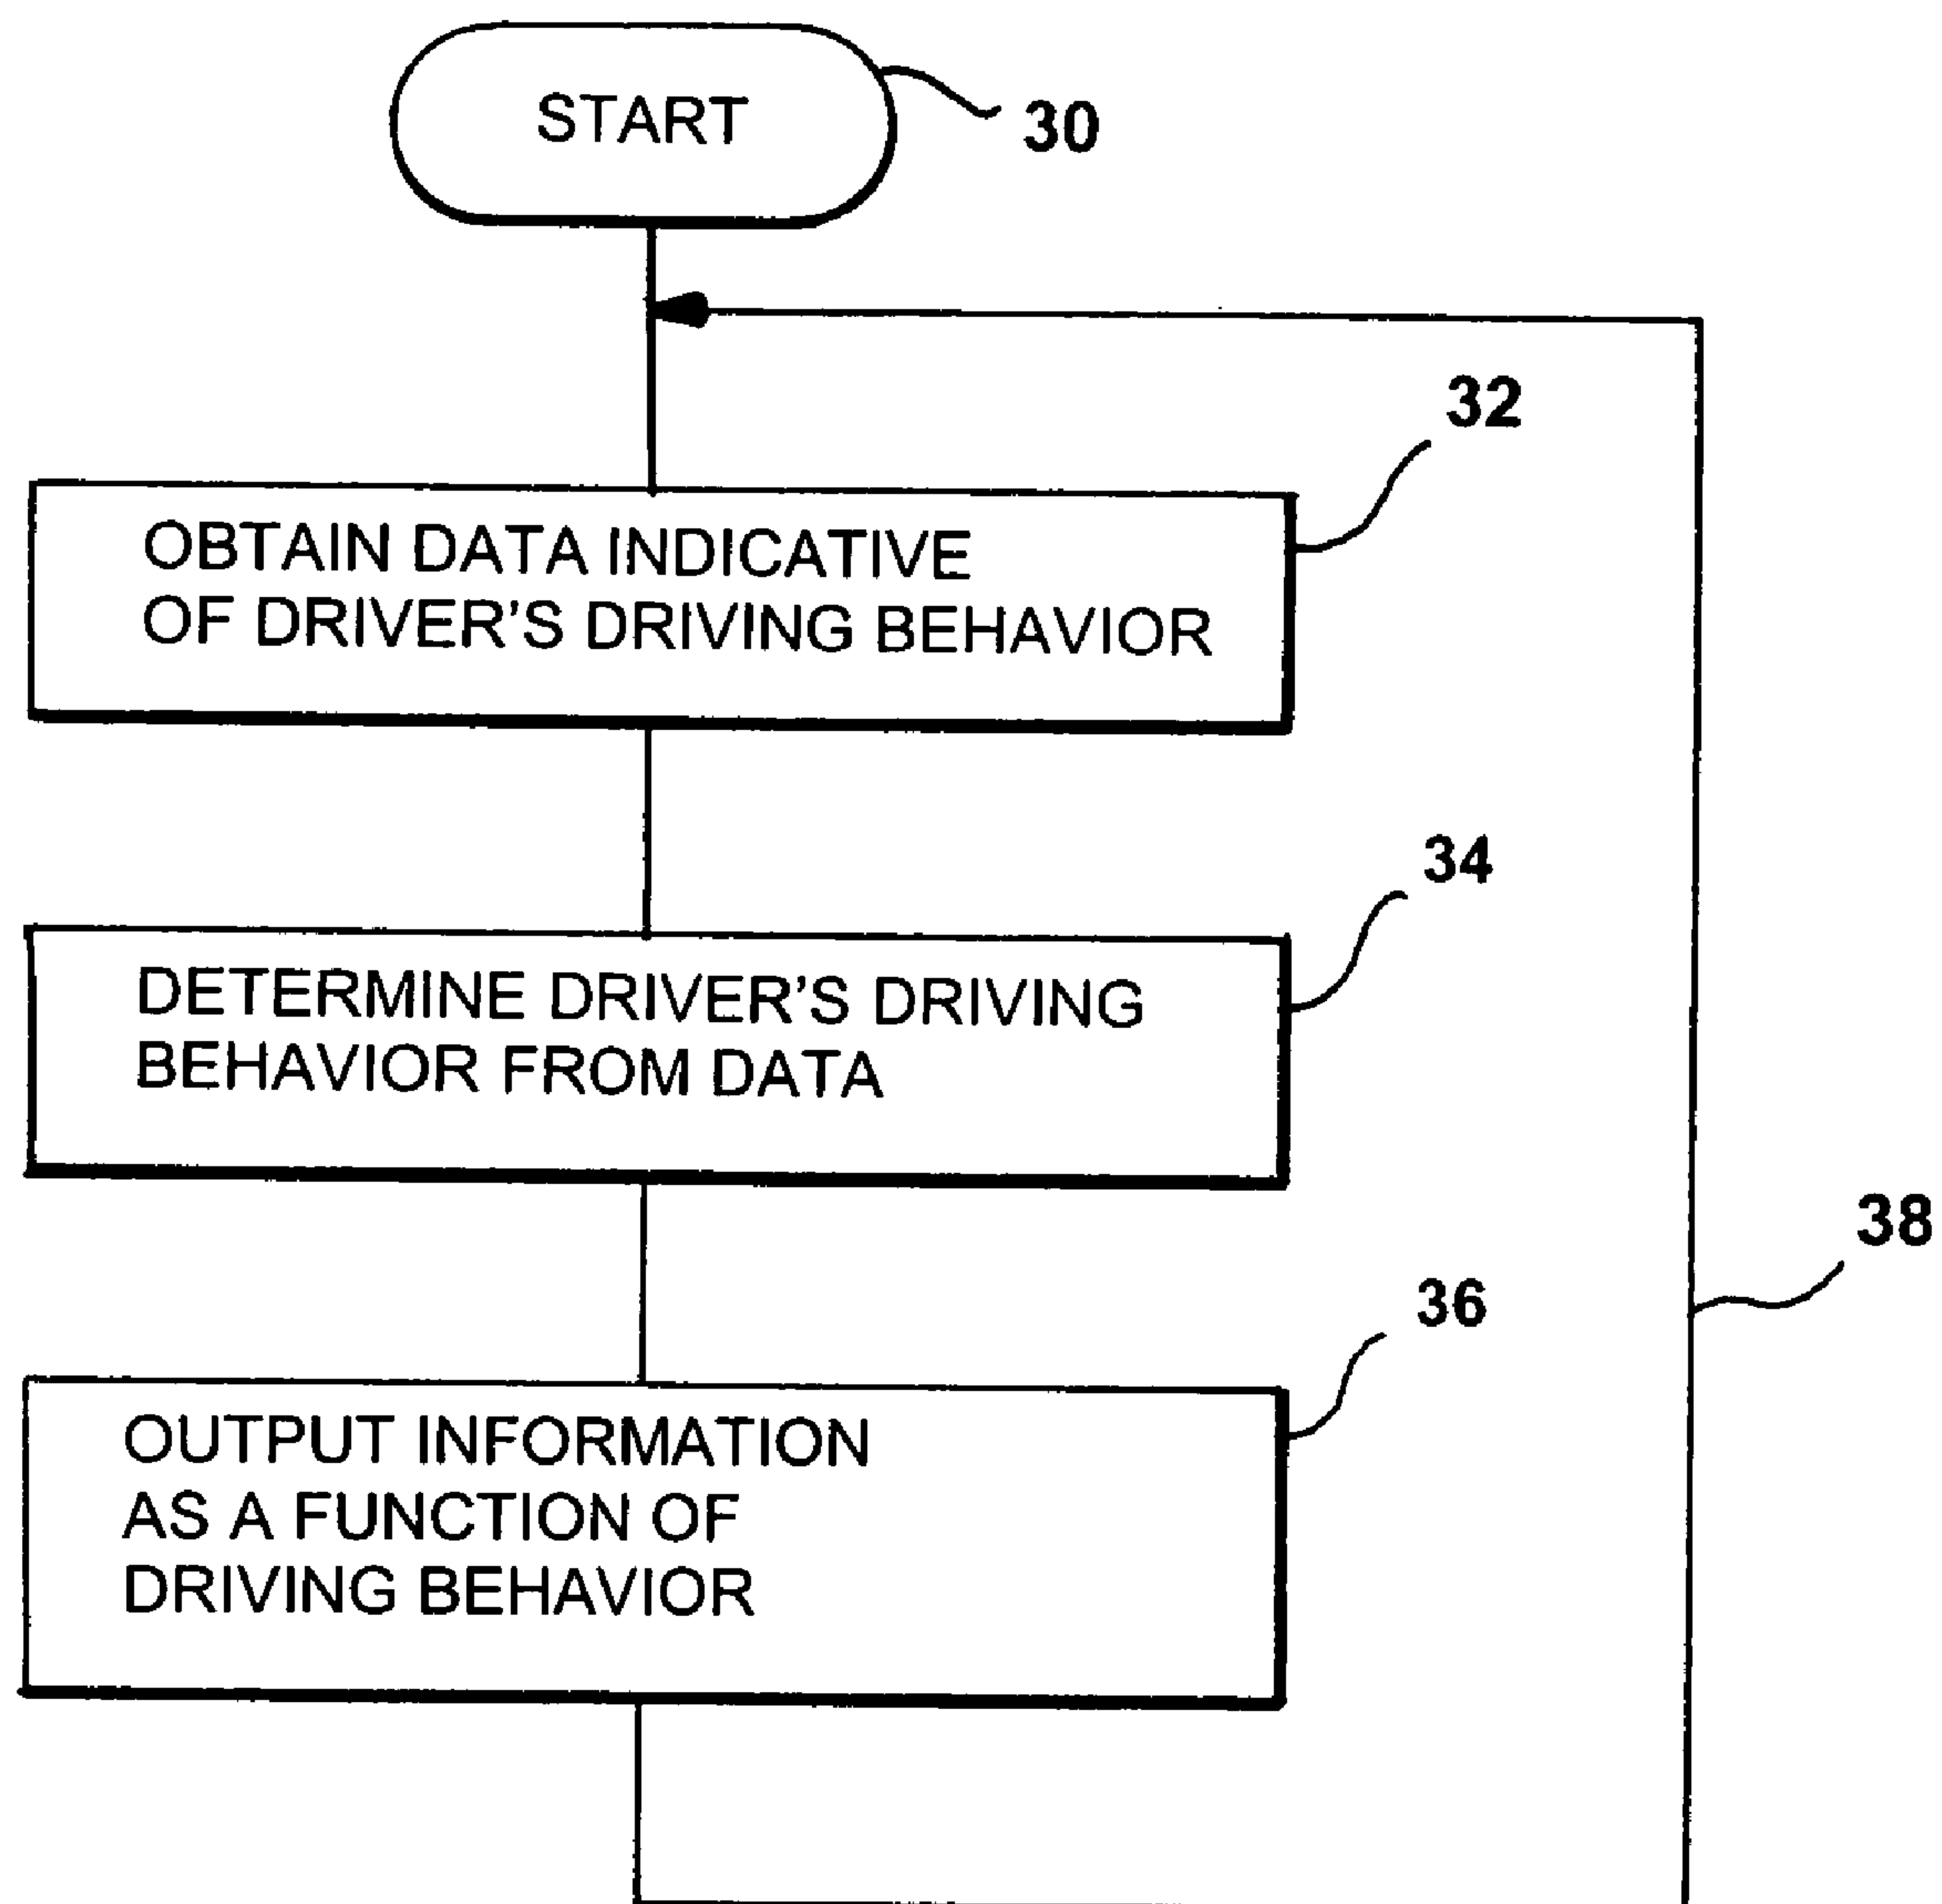 START
30
32
OBTAIN DATA INDICATIVE
OF DRIVER'S DRIVING BEHAVIOR
34
DETERMINE DRIVER'S DRIVING
BEHAVIOR FROM DATA
38
36
OUTPUT INFORMATION
AS A FUNCTION OF
DRIVING BEHAVIOR